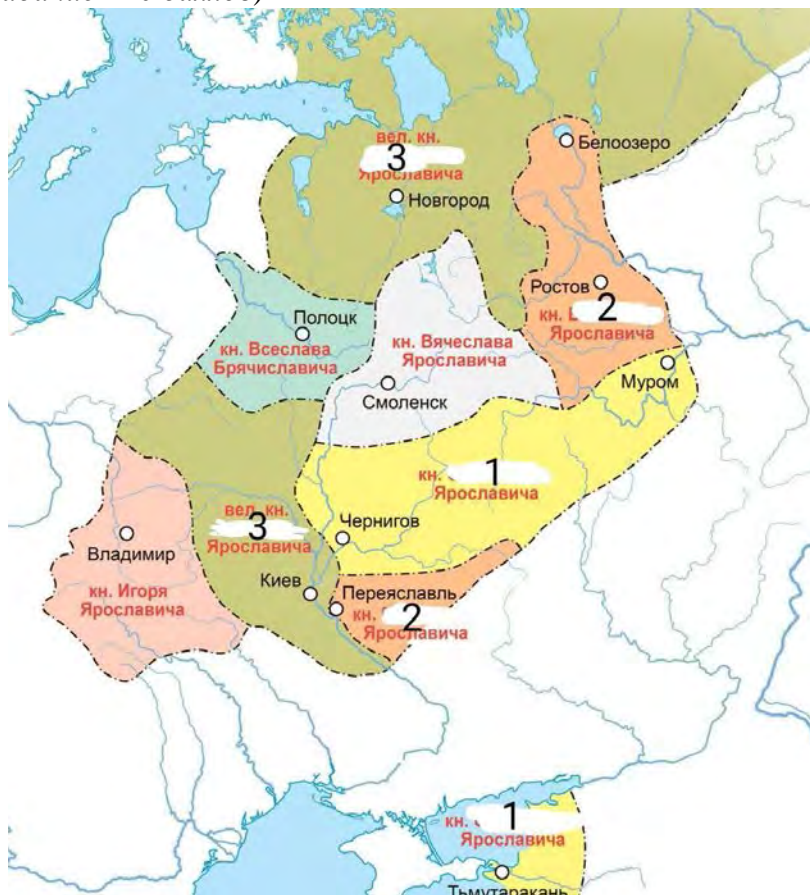 вел. кн.
3
Ярославича
Белоозеро
Новгород
Ростов
2
кн.
Ярославича
Полоцк
кн. Всеслава
Брячиславича
кн. Вячеслава
Ярославича
Муром
Смоленск
1
кн.
Ярославича
вел. кн.
3
Ярославича
Чернигов
Владимир
Киев
Переяславль
кн. Игоря
Ярославича
кн.
2
Ярославича
кн.
1
Ярославича
Тьмутаракань